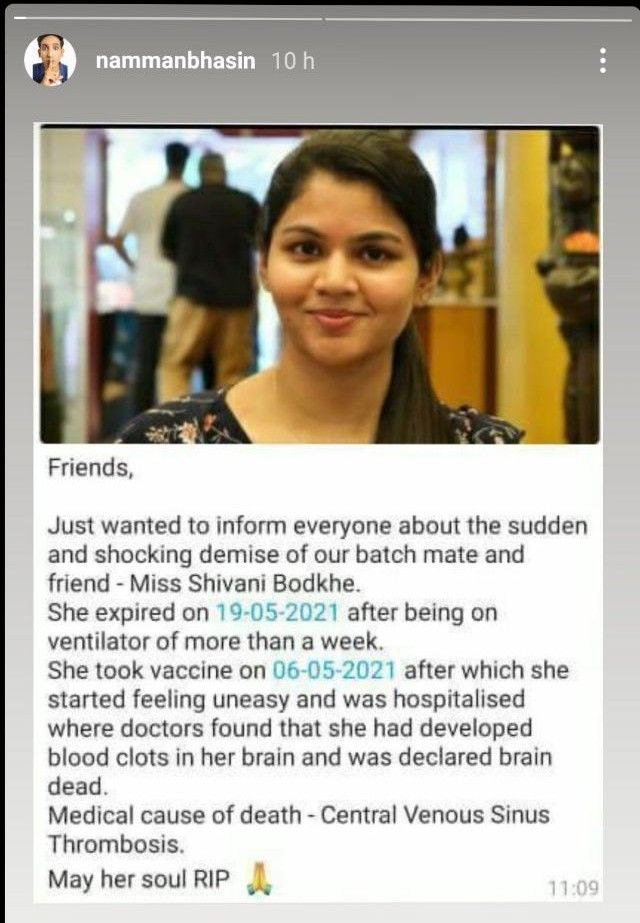 nammanbhasin 10 h
Friends,
Just wanted to inform everyone about the sudden
and shocking demise of our batch mate and
friend - Miss Shivani Bodkhe.
She expired on 19-05-2021 after being on
ventilator of more than a week.
She took vaccine on 06-05-2021 after which she
started feeling uneasy and was hospitalised
where doctors found that she had developed
blood clots in her brain and was declared brain
dead.
Medical cause of death - Central Venous Sinus
Thrombosis.
May her soul RIP 🙏
11:09